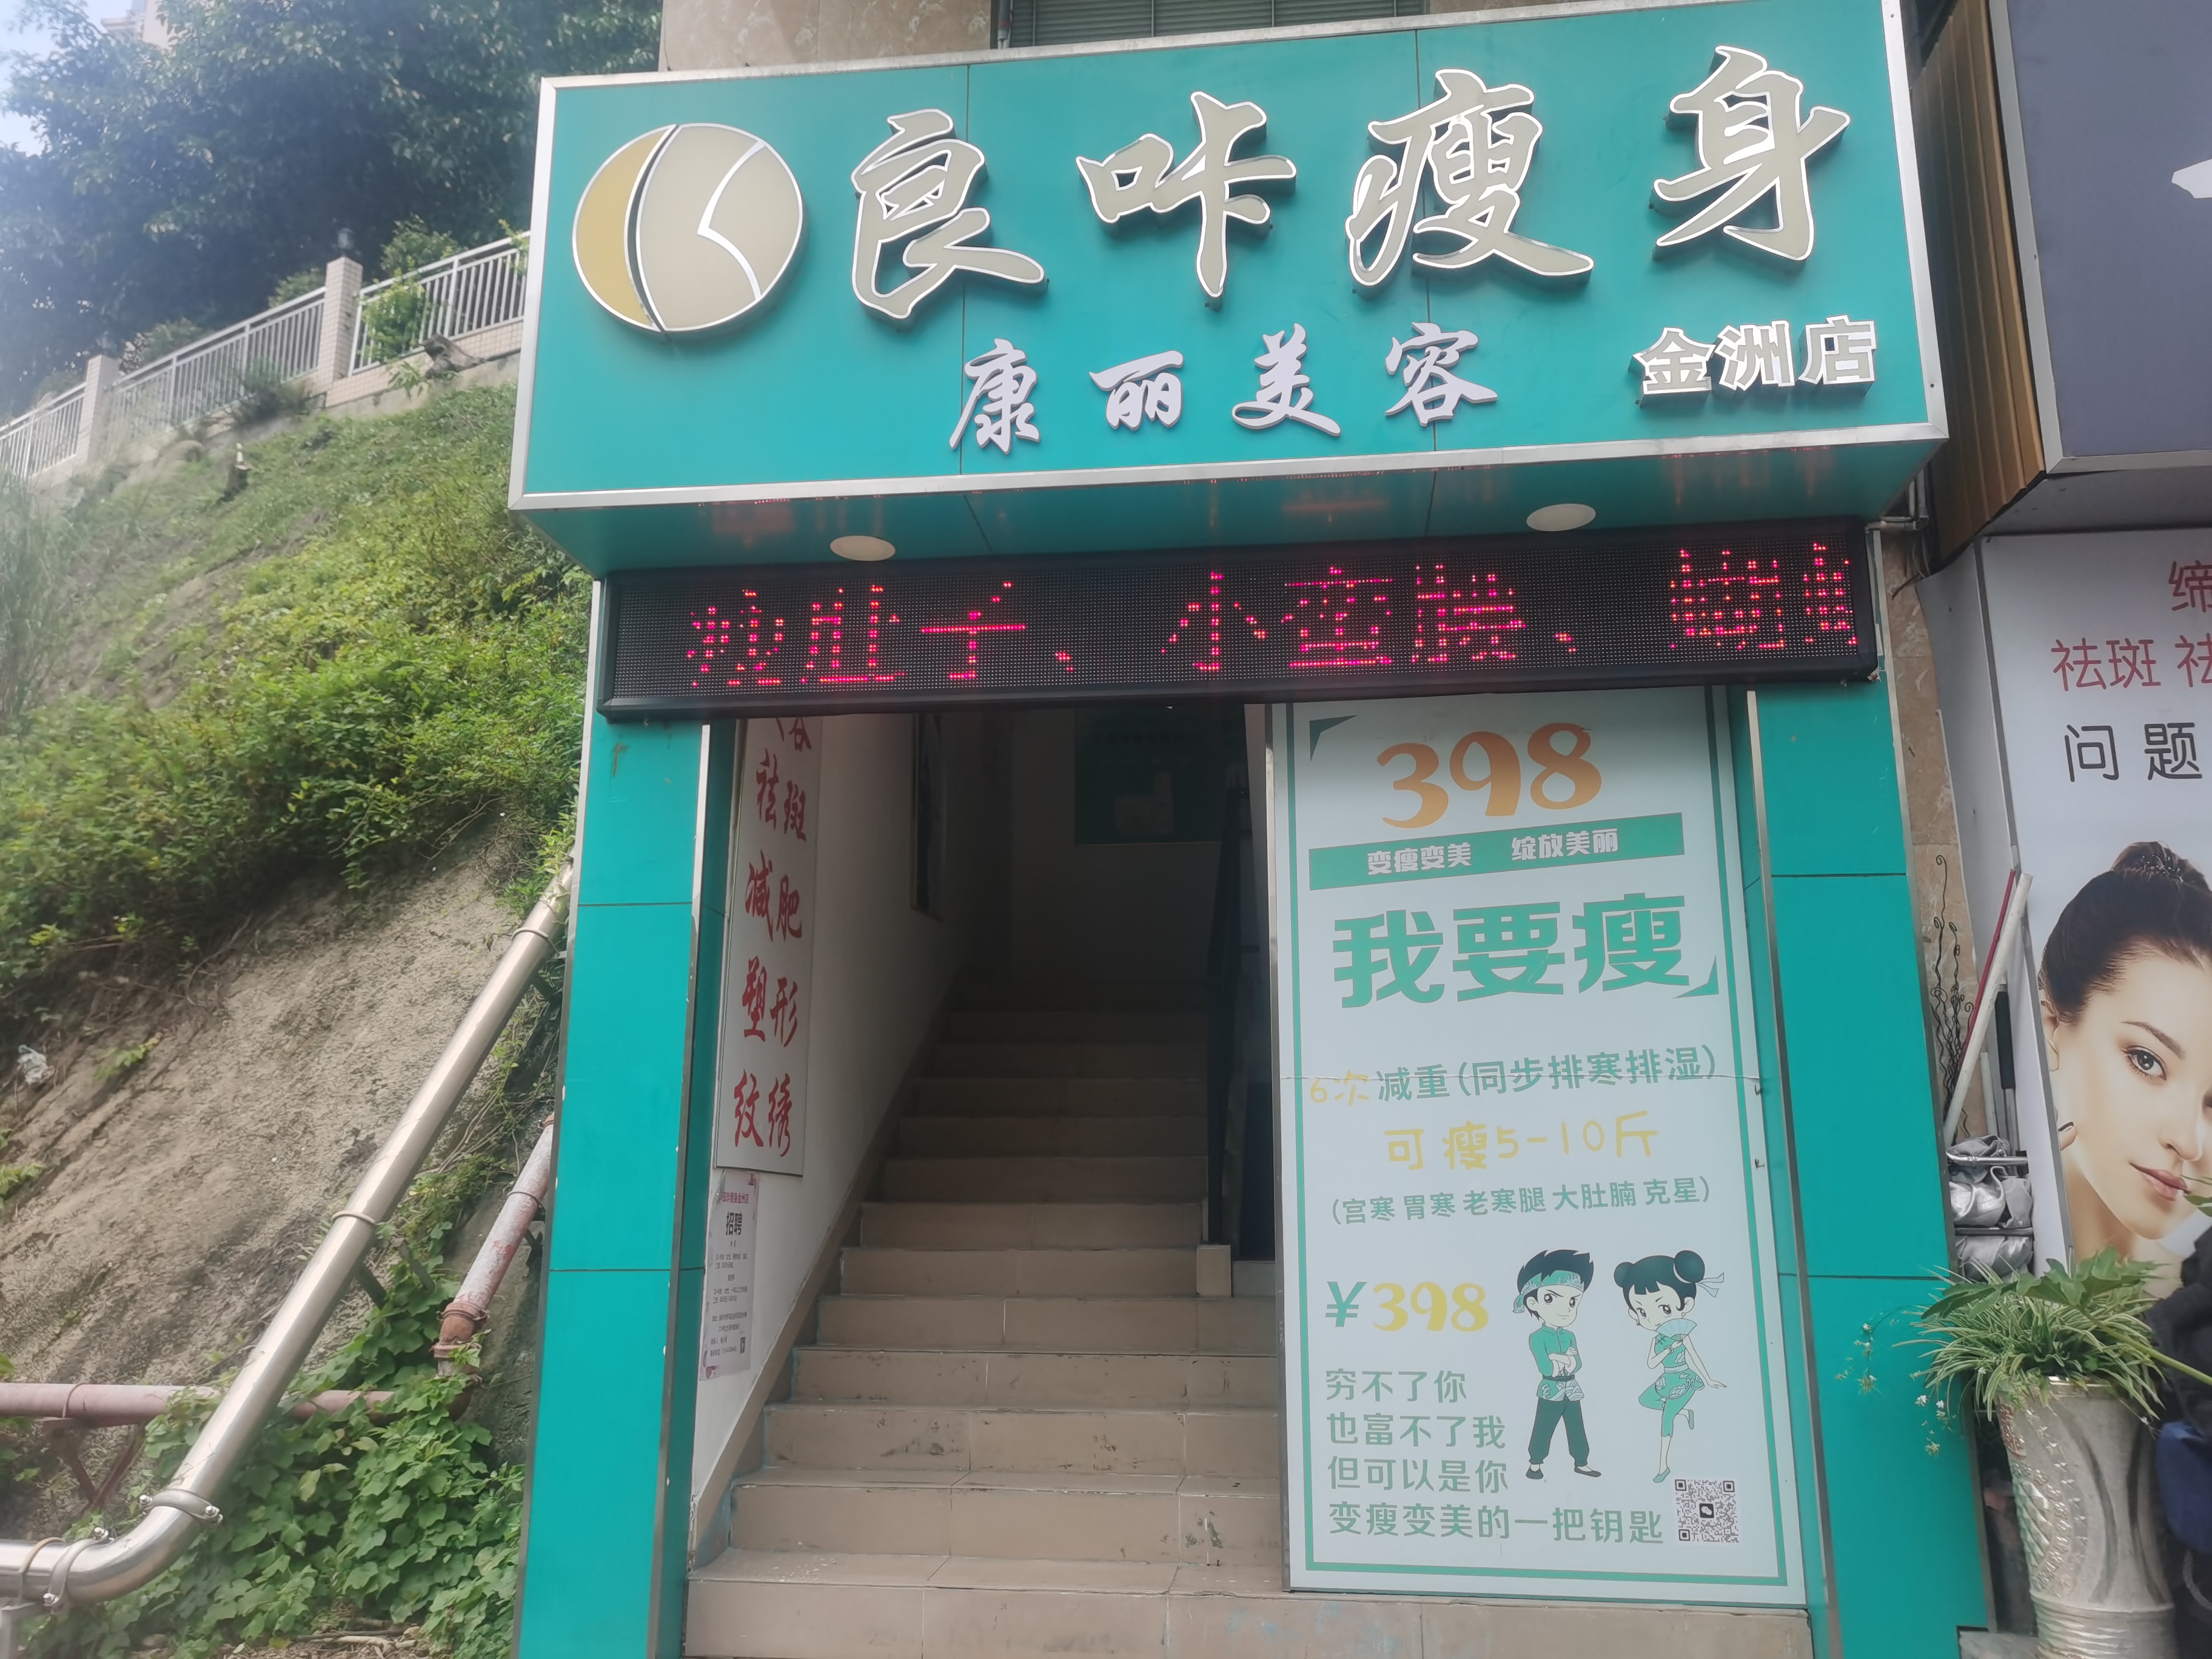 良咔瘦身
康丽美容
金洲店
瘦肚子、小蛮腰、蝴
398
变瘦变美 绽放美丽
我要瘦
6次减重(同步排寒排湿)
可瘦5-10斤
(宫寒 胃寒 老寒腿 大肚腩 克星)
¥398
穷不了你
也富不了我
但可以是你
变瘦变美的一把钥匙
祛斑
减肥
塑形
纹绣
招聘
缔
祛斑 祛
问题